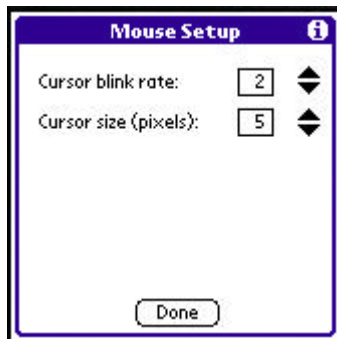 Mouse Setup i
Cursor blink rate: 2
Cursor size (pixels): 5
Done